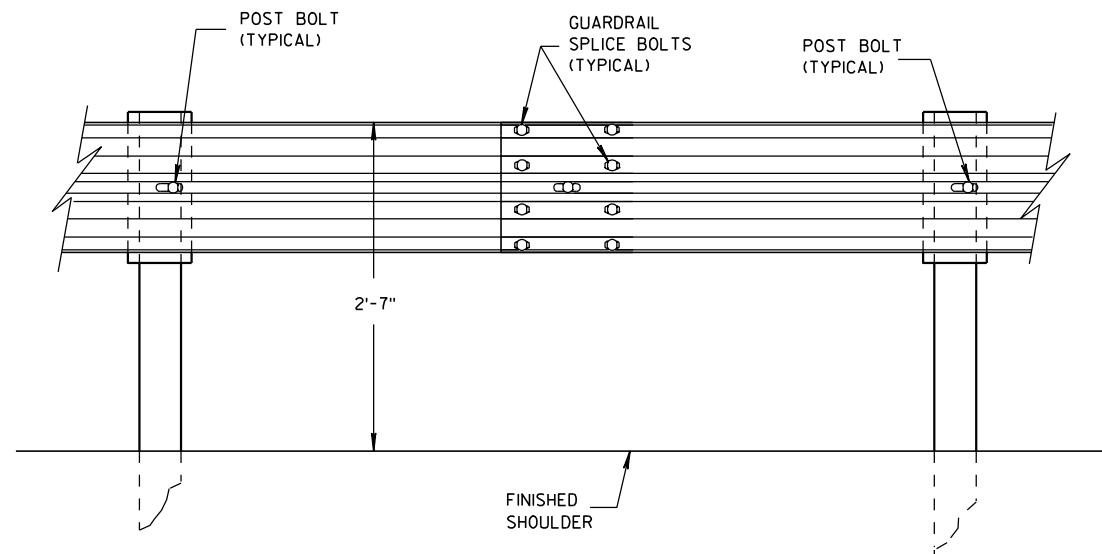 POST BOLT
(TYPICAL)
GUARDRAIL
SPLICE BOLTS
(TYPICAL)
POST BOLT
(TYPICAL)
2'-7"
FINISHED
SHOULDER